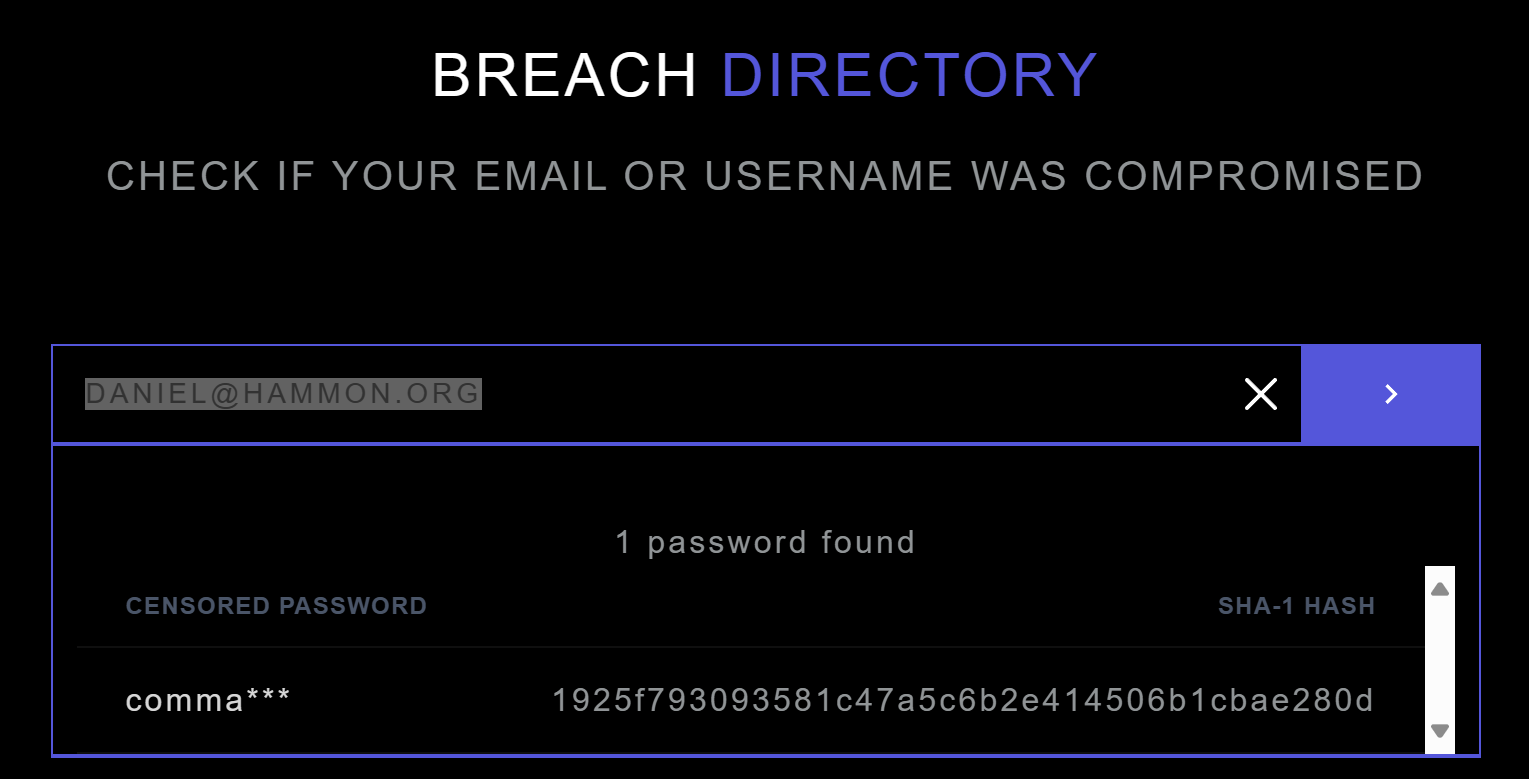 BREACH DIRECTORY
CHECK IF YOUR EMAIL OR USERNAME WAS COMPROMISED
DANIEL@HAMMON.ORG
1 password found
CENSORED PASSWORD SHA-1 HASH
comma*** 1925f793093581c47a5c6b2e414506b1cbae280d